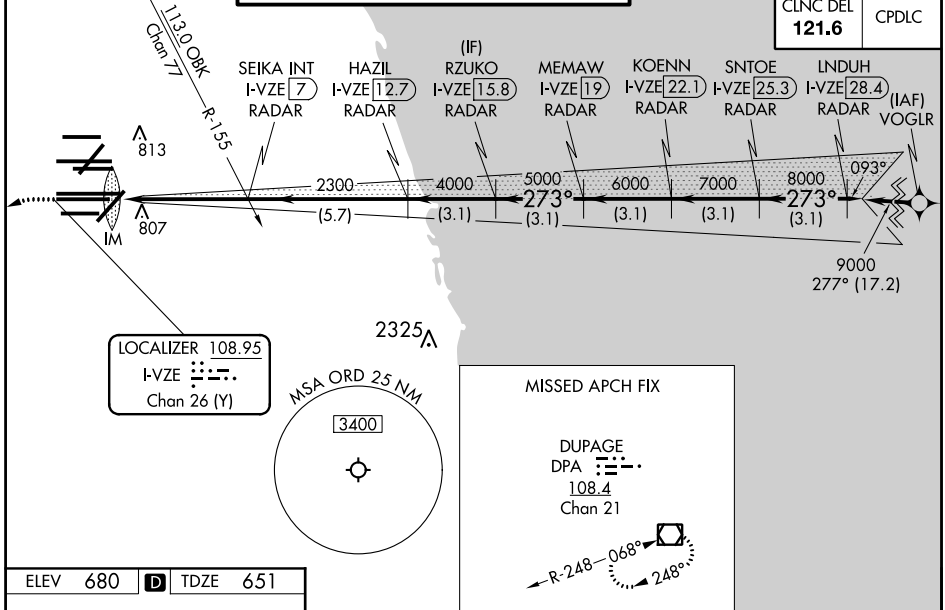 CLNC DEL
121.6
CPDLC
113.0 OBK
Chan 77
R-155
SEIKA INT
I-VZE 7
RADAR
HAZIL
I-VZE 12.7
RADAR
(IF)
RZUKO
I-VZE 15.8
RADAR
MEMAW
I-VZE 19
RADAR
KOENN
I-VZE 22.1
RADAR
SNTOE
I-VZE 25.3
RADAR
LNDUH
I-VZE 28.4
RADAR
(IAF)
VOGLR
813
807
IM
2300
4000
5000
6000
7000
8000
093°
273°
273°
(5.7)
(3.1)
(3.1)
(3.1)
(3.1)
(3.1)
9000
277° (17.2)
LOCALIZER 108.95
I-VZE
Chan 26 (Y)
2325
MSA ORD 25 NM
3400
MISSED APCH FIX
DUPAGE
DPA
108.4
Chan 21
R-248
068°
248°
ELEV 680 D TDZE 651